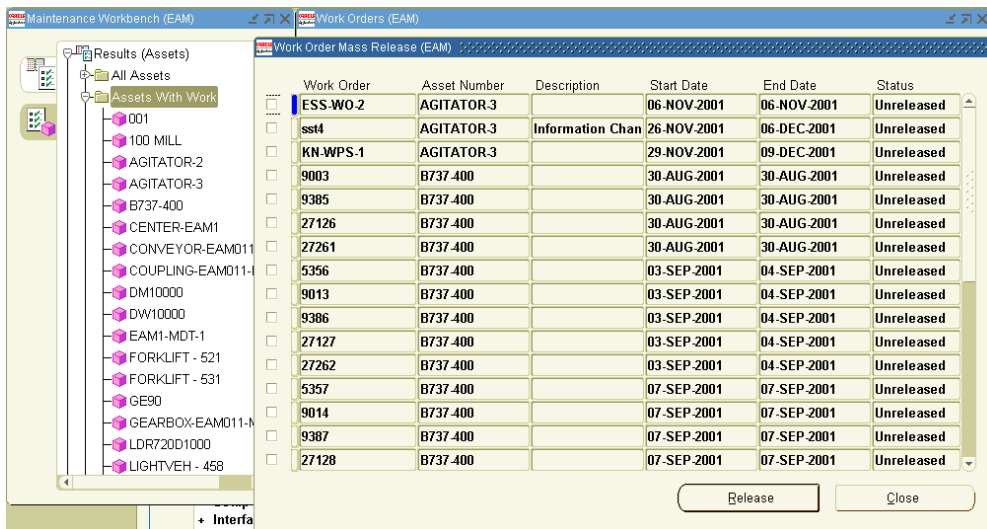 Maintenance Workbench (EAM)
Work Orders (EAM)
Results (Assets)
All Assets
Assets With Work
001
100 MILL
AGITATOR-2
AGITATOR-3
B737-400
CENTER-EAM1
CONVEYOR-EAM011
COUPLING-EAM011-
DM10000
DW10000
EAM1-MDT-1
FORKLIFT - 521
FORKLIFT - 531
GE90
GEARBOX-EAM011-
LDR720D1000
LIGHTVEH - 458
Work Order Mass Release (EAM)
Work Order Asset Number Description Start Date End Date Status
ESS-WO-2 AGITATOR-3 06-NOV-2001 06-NOV-2001 Unreleased
sst4 AGITATOR-3 Information Chan 26-NOV-2001 06-DEC-2001 Unreleased
KN-WPS-1 AGITATOR-3 29-NOV-2001 09-DEC-2001 Unreleased
9003 B737-400 30-AUG-2001 30-AUG-2001 Unreleased
9385 B737-400 30-AUG-2001 30-AUG-2001 Unreleased
27126 B737-400 30-AUG-2001 30-AUG-2001 Unreleased
27261 B737-400 30-AUG-2001 30-AUG-2001 Unreleased
5356 B737-400 03-SEP-2001 04-SEP-2001 Unreleased
9013 B737-400 03-SEP-2001 04-SEP-2001 Unreleased
9386 B737-400 03-SEP-2001 04-SEP-2001 Unreleased
27127 B737-400 03-SEP-2001 04-SEP-2001 Unreleased
27262 B737-400 03-SEP-2001 04-SEP-2001 Unreleased
5357 B737-400 07-SEP-2001 07-SEP-2001 Unreleased
9014 B737-400 07-SEP-2001 07-SEP-2001 Unreleased
9387 B737-400 07-SEP-2001 07-SEP-2001 Unreleased
27128 B737-400 07-SEP-2001 07-SEP-2001 Unreleased
Release Close
+ Interfa